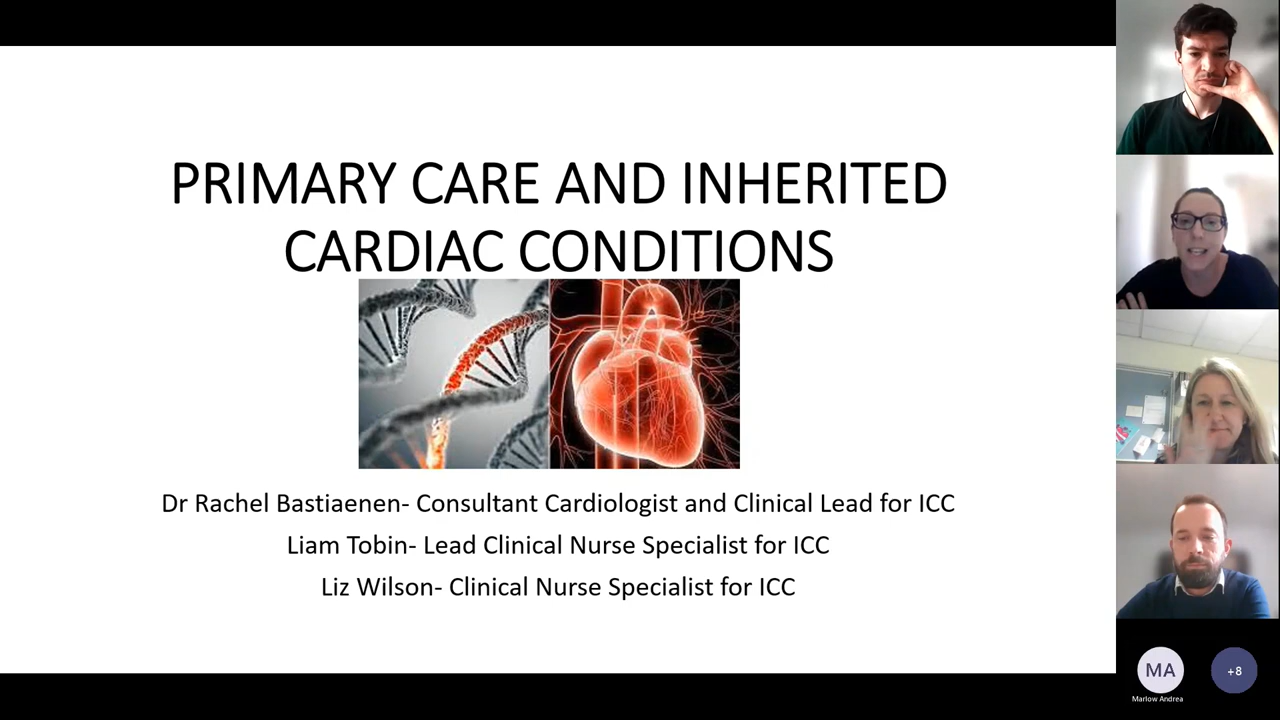 PRIMARY CARE AND INHERITED
CARDIAC CONDITIONS
Dr Rachel Bastiaenen- Consultant Cardiologist and Clinical Lead for ICC
Liam Tobin- Lead Clinical Nurse Specialist for ICC
Liz Wilson- Clinical Nurse Specialist for ICC
MA
+8
Marlow Andrea